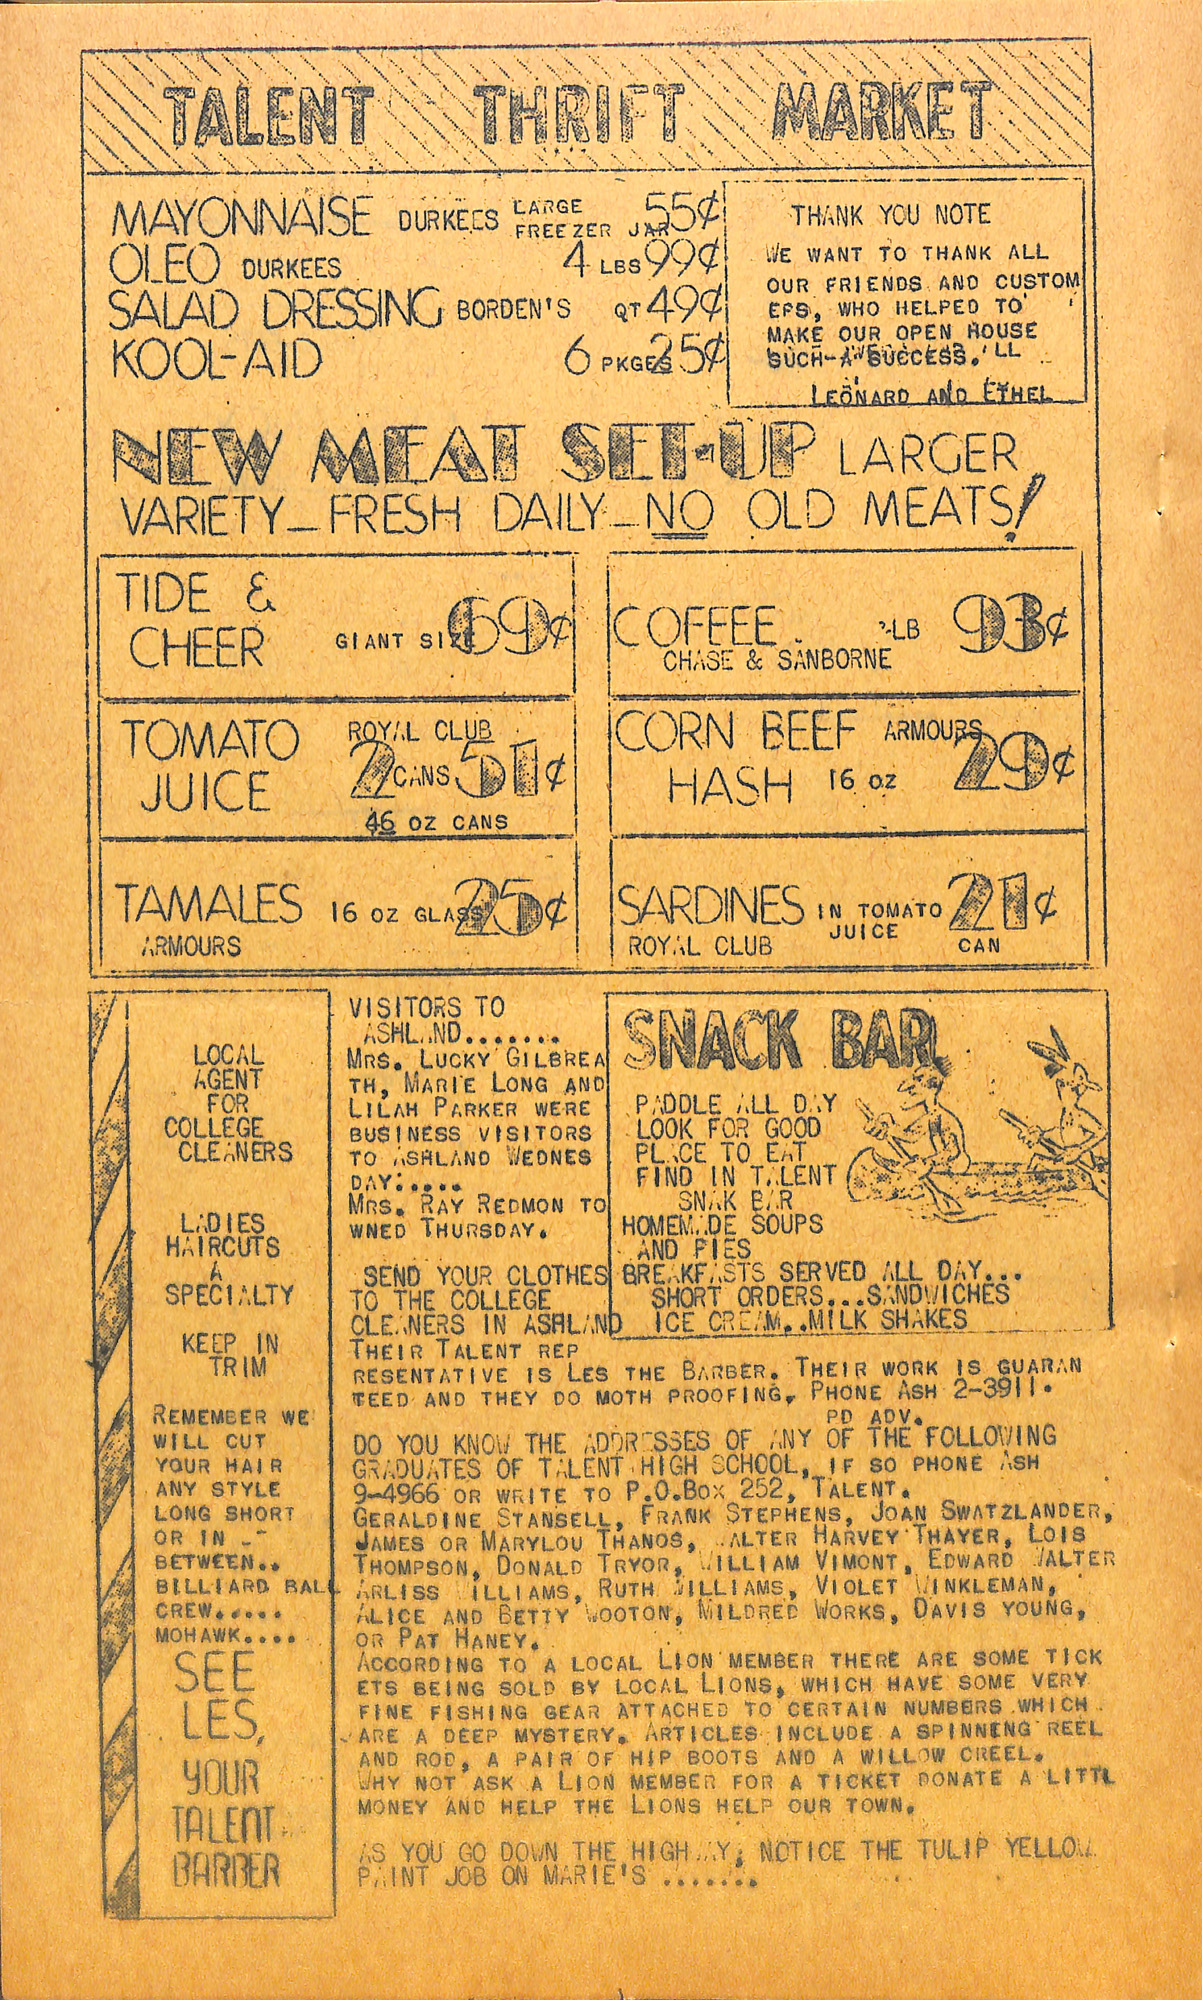 TALENT THRIFT MARKET
MAYONNAISE DURKEES LARGE FREEZER JAR 55¢
OLEO DURKEES 4 LBS 99¢
SALAD DRESSING BORDEN'S QT 49¢
KOOL-AID 6 PKGES 25¢
THANK YOU NOTE
WE WANT TO THANK ALL
OUR FRIENDS AND CUSTOM
ERS, WHO HELPED TO
MAKE OUR OPEN HOUSE
SUCH-A SUCCESS.
LEONARD AND ETHEL
NEW MEAT SET-UP LARGER
VARIETY_FRESH DAILY_NO OLD MEATS!
TIDE &
CHEER GIANT SIZE 69¢
COFFEE LB 93¢
CHASE & SANBORNE
TOMATO ROYAL CLUB
JUICE 2 CANS 51¢
46 OZ CANS
CORN BEEF ARMOURS
HASH 16 OZ 29¢
TAMALES 16 OZ GLASS 25¢
ARMOURS
SARDINES IN TOMATO JUICE 21¢
ROYAL CLUB CAN
LOCAL
AGENT
FOR
COLLEGE
CLEANERS
LADIES
HAIRCUTS
A
SPECIALTY
KEEP IN
TRIM
REMEMBER WE
WILL CUT
YOUR HAIR
ANY STYLE
LONG SHORT
OR IN -
BETWEEN..
BILLIARD BALL
CREW.....
MOHAWK....
SEE
LES,
YOUR
TALENT
BARBER
VISITORS TO
ASHLAND.......
MRS. LUCKY GILBREA
TH, MARIE LONG AND
LILAH PARKER WERE
BUSINESS VISITORS
TO ASHLAND WEDNES
DAY......
MRS. RAY REDMON TO
WNED THURSDAY.
SNACK BAR
PADDLE ALL DAY
LOOK FOR GOOD
PLACE TO EAT
FIND IN TALENT
SNAK BAR
HOMEMADE SOUPS
AND PIES
BREAKFASTS SERVED ALL DAY...
SHORT ORDERS...SANDWICHES
ICE CREAM..MILK SHAKES
SEND YOUR CLOTHES
TO THE COLLEGE
CLEANERS IN ASHLAND
THEIR TALENT REP
RESENTATIVE IS LES THE BARBER. THEIR WORK IS GUARAN
TEED AND THEY DO MOTH PROOFING, PHONE ASH 2-3911.
PD ADV.
DO YOU KNOW THE ADDRESSES OF ANY OF THE FOLLOWING
GRADUATES OF TALENT HIGH SCHOOL, IF SO PHONE ASH
9-4966 OR WRITE TO P.O.BOX 252, TALENT.
GERALDINE STANSELL, FRANK STEPHENS, JOAN SWATZLANDER,
JAMES OR MARYLOU THANOS, WALTER HARVEY THAYER, LOIS
THOMPSON, DONALD TRYOR, WILLIAM VIMONT, EDWARD WALTER
ARLISS WILLIAMS, RUTH WILLIAMS, VIOLET WINKLEMAN,
ALICE AND BETTY WOOTON, MILDRED WORKS, DAVIS YOUNG,
OR PAT HANEY.
ACCORDING TO A LOCAL LION MEMBER THERE ARE SOME TICK
ETS BEING SOLD BY LOCAL LIONS, WHICH HAVE SOME VERY
FINE FISHING GEAR ATTACHED TO CERTAIN NUMBERS WHICH
ARE A DEEP MYSTERY. ARTICLES INCLUDE A SPINNENG REEL
AND ROD, A PAIR OF HIP BOOTS AND A WILLOW CREEL.
WHY NOT ASK A LION MEMBER FOR A TICKET DONATE A LITTL
MONEY AND HELP THE LIONS HELP OUR TOWN.
AS YOU GO DOWN THE HIGHWAY, NOTICE THE TULIP YELLOW
PAINT JOB ON MARIE'S .......